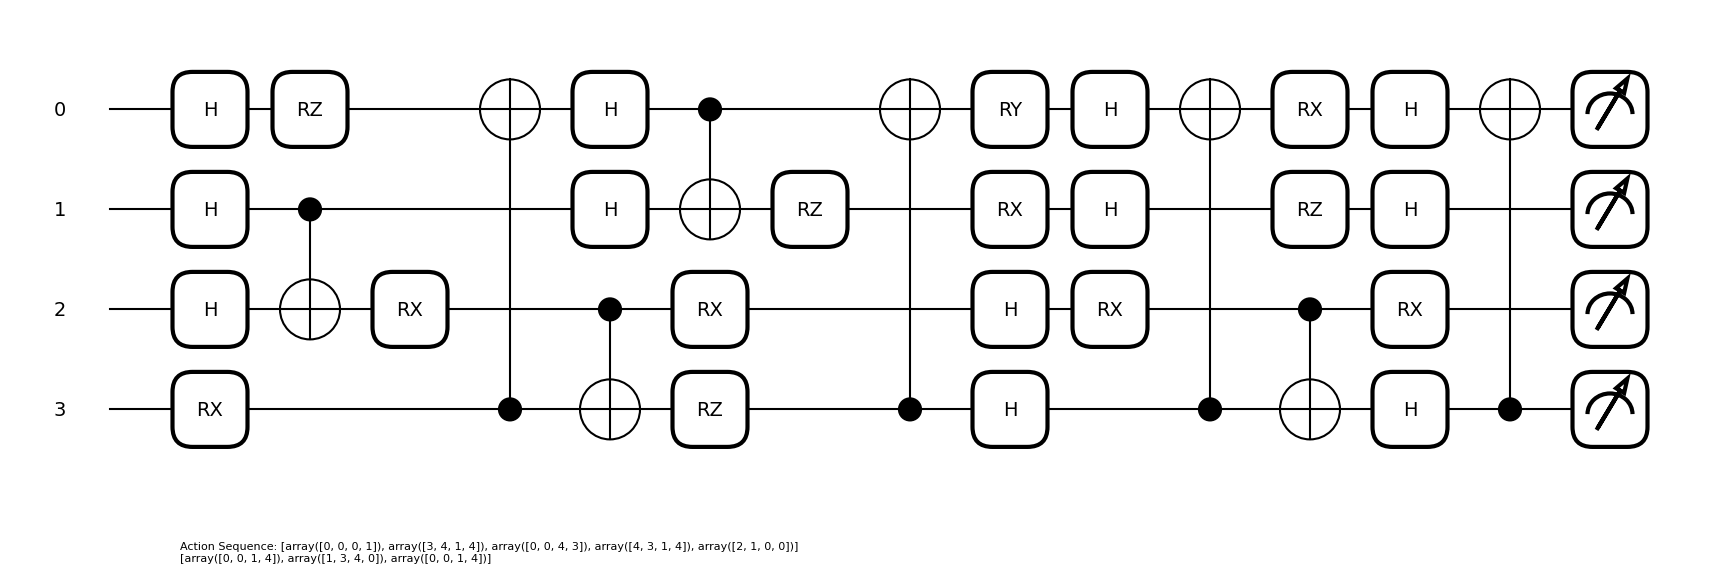 0 H RZ H RY H RX H
1 H H RZ RX H RZ H
2 H RX RX H RX RX
3 RX RZ H H
Action Sequence: [array([0, 0, 0, 1]), array([3, 4, 1, 4]), array([0, 0, 4, 3]), array([4, 3, 1, 4]), array([2, 1, 0, 0])]
[array([0, 0, 1, 4]), array([1, 3, 4, 0]), array([0, 0, 1, 4])]